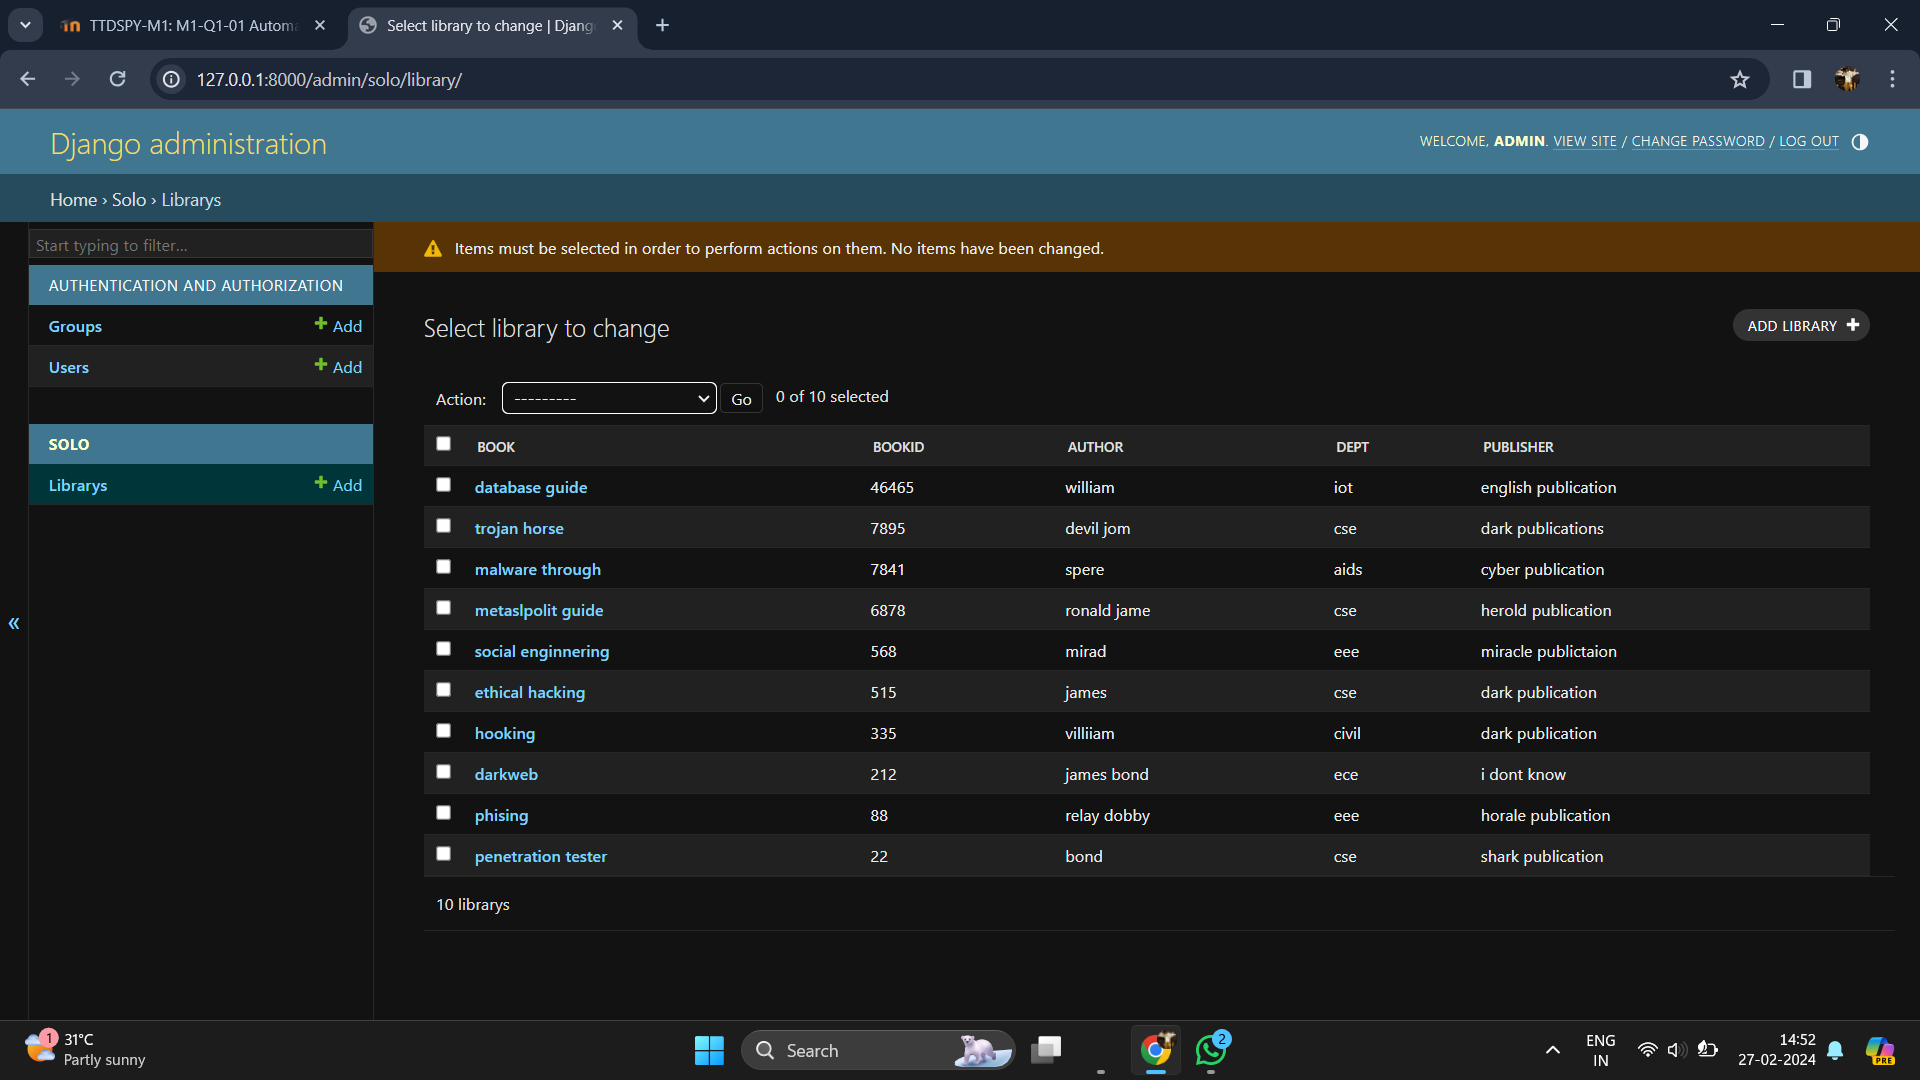 TTDSPY-M1: M1-Q1-01 Autom
Select library to change | Djang
127.0.0.1:8000/admin/solo/library/
Django administration
WELCOME, ADMIN. VIEW SITE / CHANGE PASSWORD / LOG OUT
Home › Solo › Librarys
Start typing to filter...
Items must be selected in order to perform actions on them. No items have been changed.
AUTHENTICATION AND AUTHORIZATION
Groups + Add
Users + Add
SOLO
Librarys + Add
Select library to change
ADD LIBRARY +
Action: --------- Go 0 of 10 selected
BOOK BOOKID AUTHOR DEPT PUBLISHER
database guide 46465 william iot english publication
trojan horse 7895 devil jom cse dark publications
malware through 7841 spere aids cyber publication
metaslpolit guide 6878 ronald jame cse herold publication
social enginnering 568 mirad eee miracle publictaion
ethical hacking 515 james cse dark publication
hooking 335 villiiam civil dark publication
darkweb 212 james bond ece i dont know
phising 88 relay dobby eee horale publication
penetration tester 22 bond cse shark publication
10 librarys
«
1
31°C
Partly sunny
Search
2
ENG
IN
14:52
27-02-2024
PRE